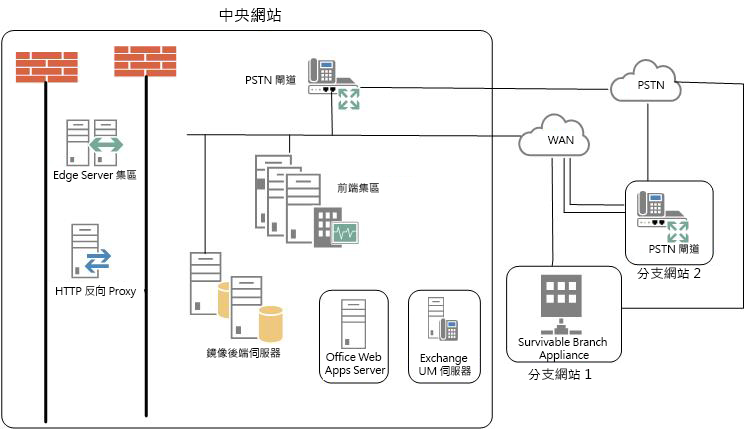 中央網站
PSTN 閘道
PSTN
WAN
Edge Server 集區
前端集區
PSTN 閘道
分支網站 2
HTTP 反向 Proxy
鏡像後端伺服器
Office Web
Apps Server
Exchange
UM 伺服器
Survivable Branch
Appliance
分支網站 1